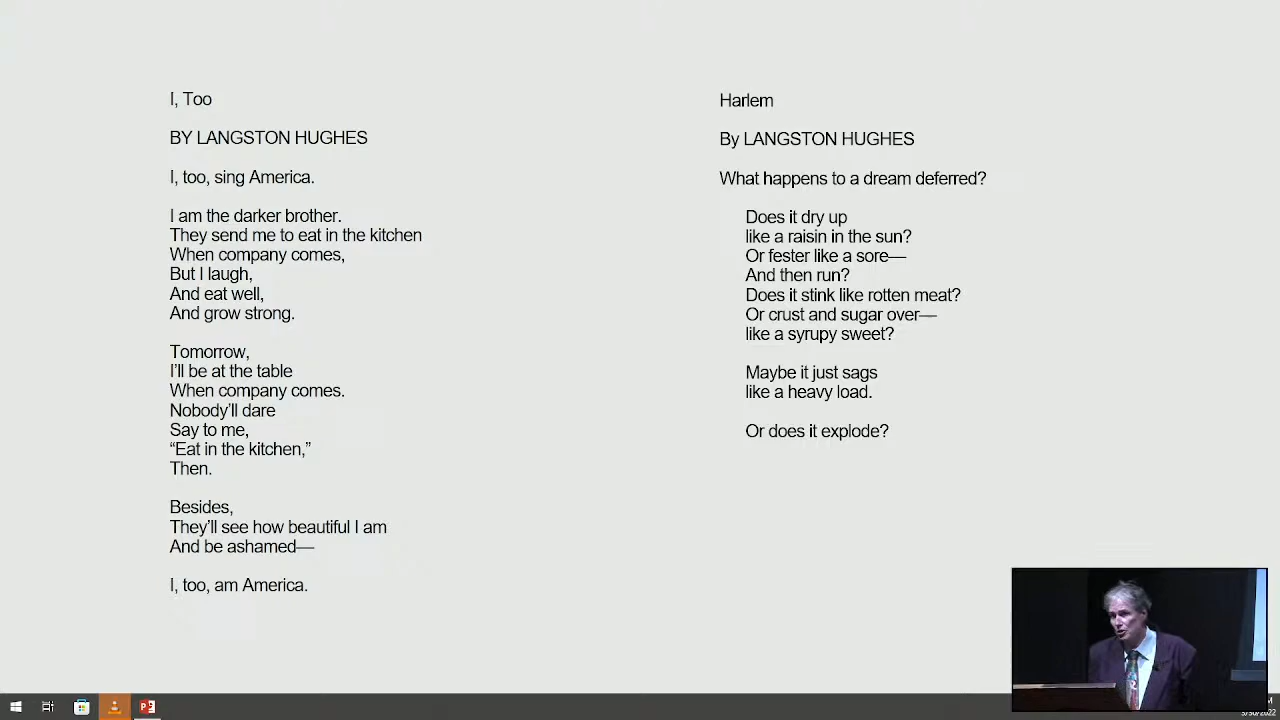 I, Too
BY LANGSTON HUGHES
I, too, sing America.
I am the darker brother.
They send me to eat in the kitchen
When company comes,
But I laugh,
And eat well,
And grow strong.
Tomorrow,
I’ll be at the table
When company comes.
Nobody’ll dare
Say to me,
“Eat in the kitchen,”
Then.
Besides,
They’ll see how beautiful I am
And be ashamed—
I, too, am America.
Harlem
By LANGSTON HUGHES
What happens to a dream deferred?
Does it dry up
like a raisin in the sun?
Or fester like a sore—
And then run?
Does it stink like rotten meat?
Or crust and sugar over—
like a syrupy sweet?
Maybe it just sags
like a heavy load.
Or does it explode?